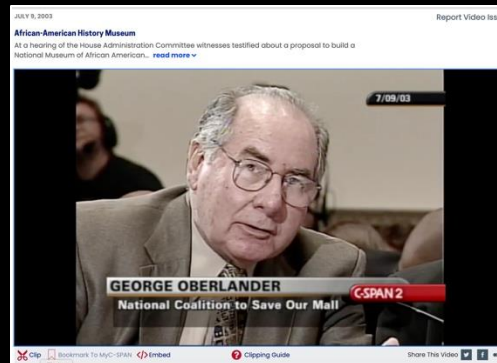 JULY 9, 2003
Report Video Iss
African-American History Museum
At a hearing of the House Administration Committee witnesses testified about a proposal to build a
National Museum of African American... read more
7/09/03
GEORGE OBERLANDER
C-SPAN 2
National Coalition to Save Our Mall
Clip Bookmark To MyC-SPAN </> Embed Clipping Guide Share This Video